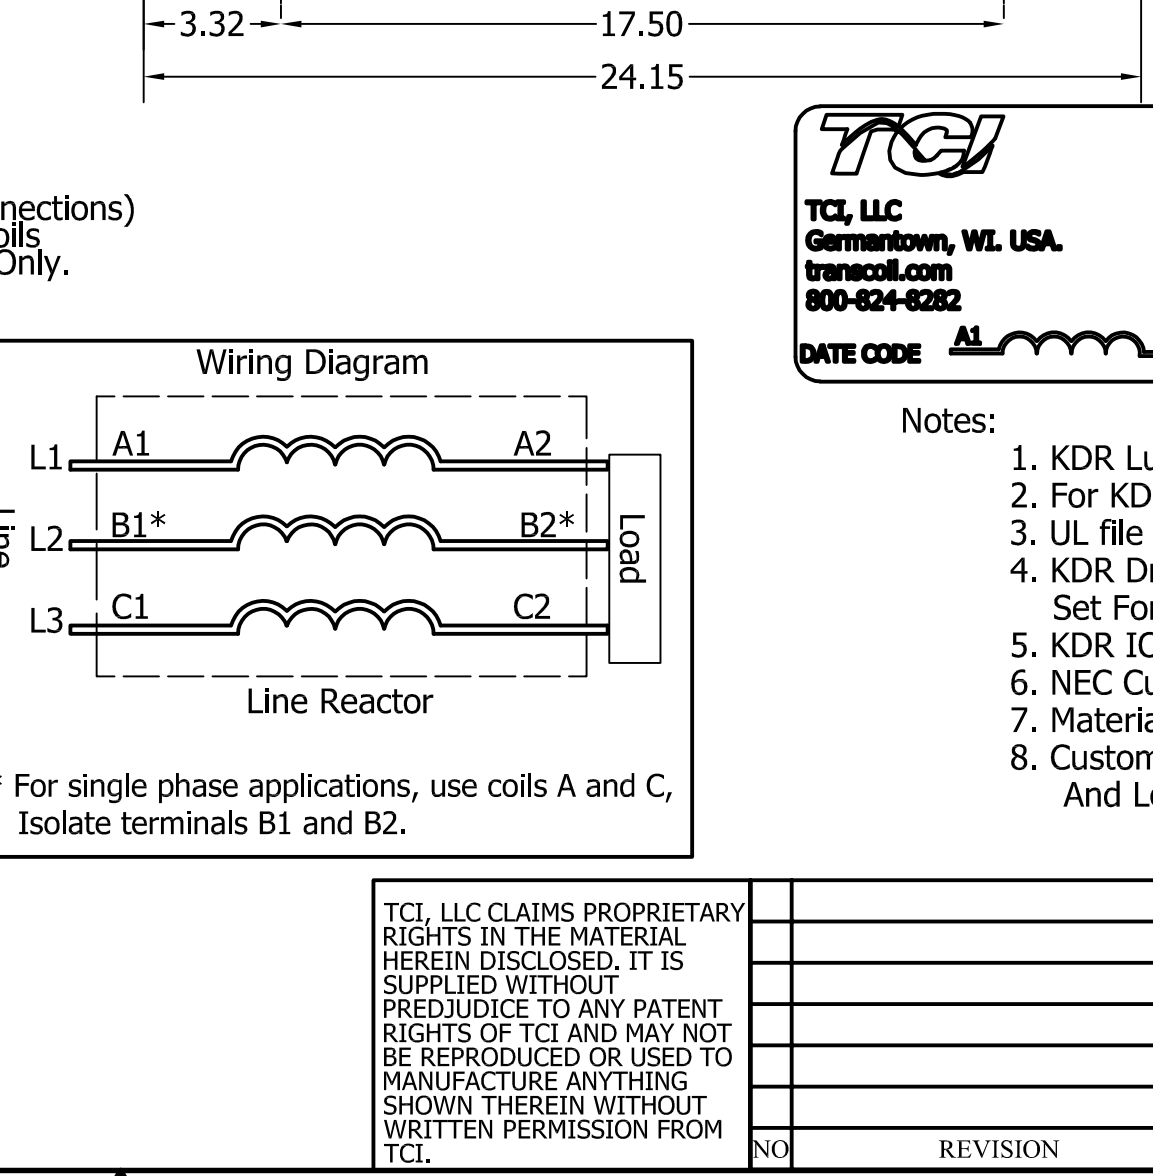 3.32
17.50
24.15
TCI
TCI, LLC
Germantown, WI. USA.
transcoil.com
800-824-8282
DATE CODE
A1
nections)
oils
Only.
Wiring Diagram
L1 A1 A2
L2 B1* B2*
L3 C1 C2
Line
Load
Line Reactor
* For single phase applications, use coils A and C,
Isolate terminals B1 and B2.
Notes:
1. KDR Lu
2. For KD
3. UL file
4. KDR Dr
Set For
5. KDR IO
6. NEC Cu
7. Materia
8. Custom
And Lo
TCI, LLC CLAIMS PROPRIETARY
RIGHTS IN THE MATERIAL
HEREIN DISCLOSED. IT IS
SUPPLIED WITHOUT
PREDJUDICE TO ANY PATENT
RIGHTS OF TCI AND MAY NOT
BE REPRODUCED OR USED TO
MANUFACTURE ANYTHING
SHOWN THEREIN WITHOUT
WRITTEN PERMISSION FROM
TCI.
NO REVISION